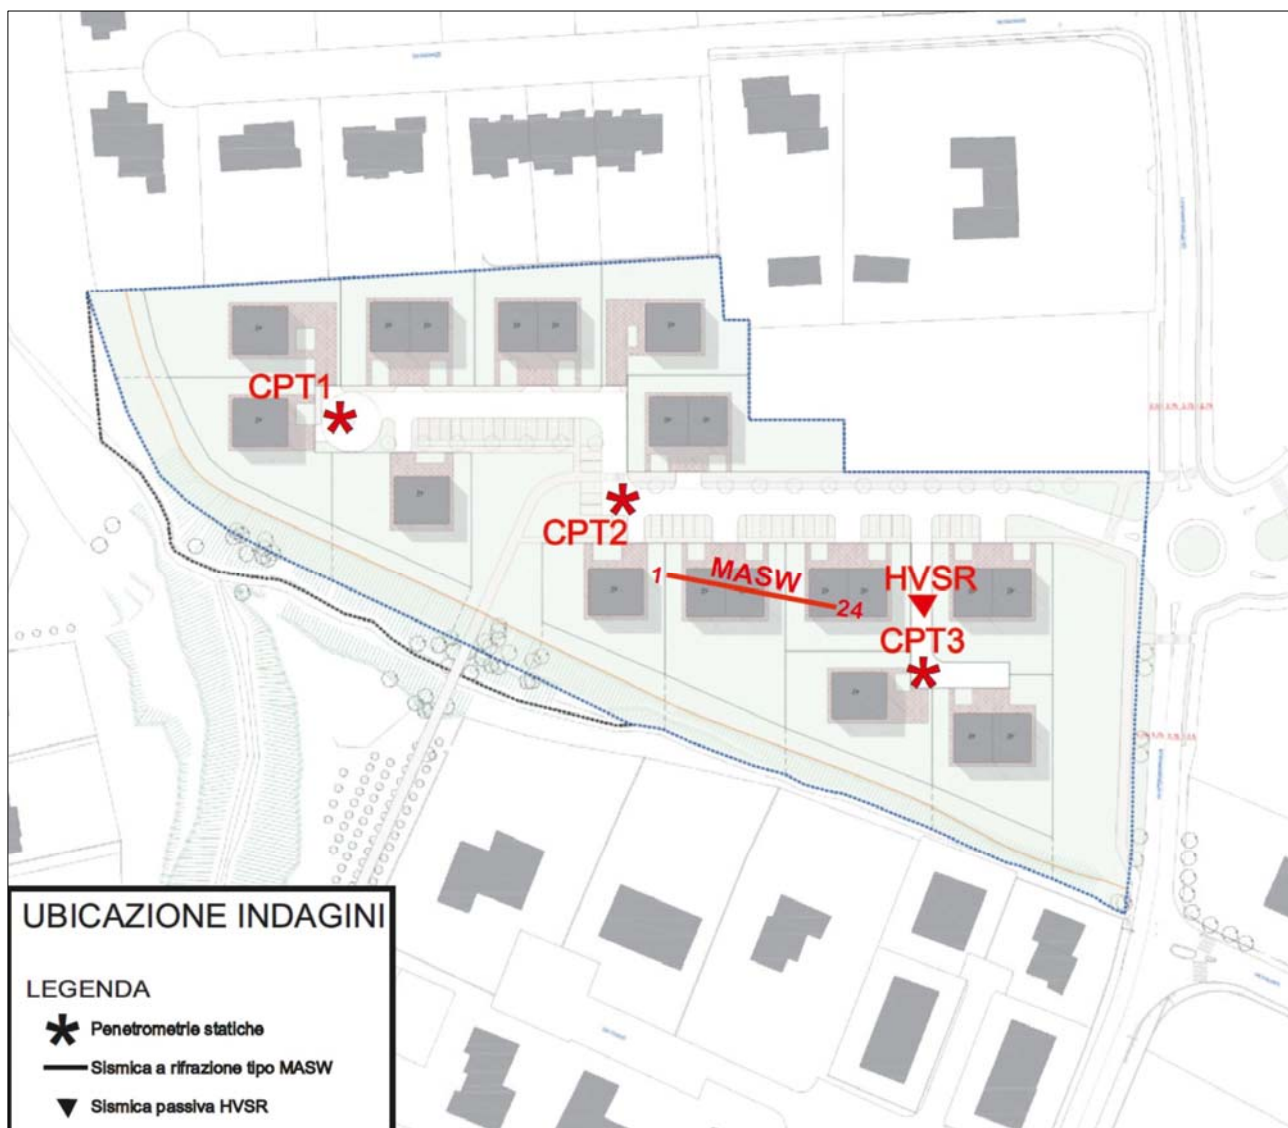 CPT1
CPT2
1
MASW
24
HVSR
CPT3
UBICAZIONE INDAGINI
LEGENDA
Penetrometrie statiche
Sismica a rifrazione tipo MASW
Sismica passiva HVSR